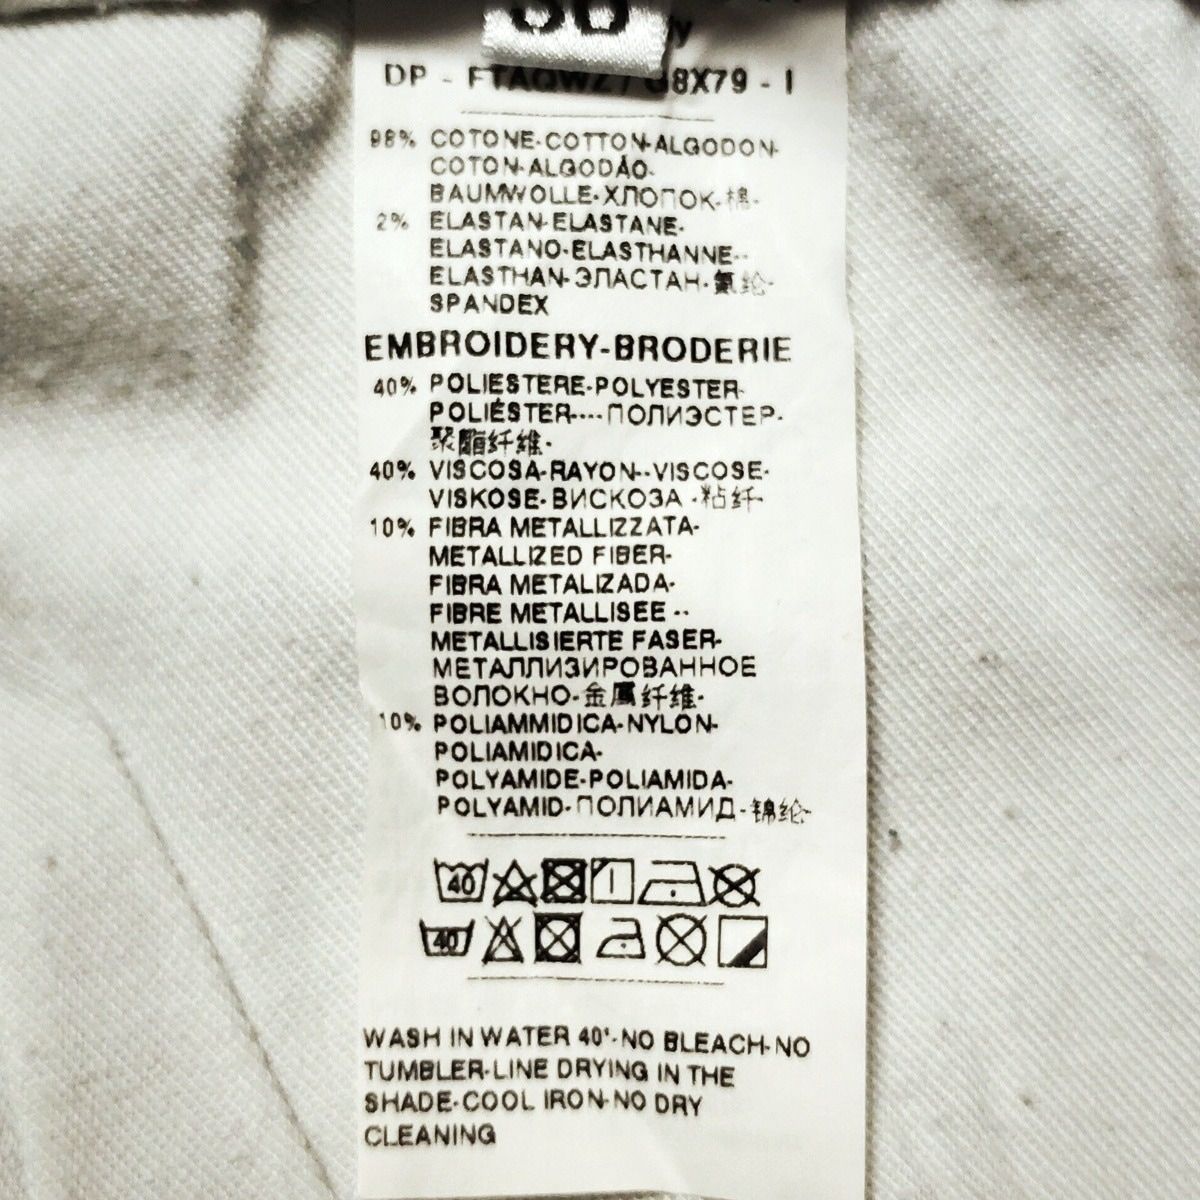 DP - FTAQWZ / G8X79 - I
98% COTONE-COTTON-ALGODON-
COTON-ALGODÃO-
BAUMWOLLE-ХЛОПОК-棉-
2% ELASTAN-ELASTANE-
ELASTANO-ELASTHANNE--
ELASTHAN-ЭЛАСТАН-氨纶-
SPANDEX
EMBROIDERY-BRODERIE
40% POLIESTERE-POLYESTER-
POLIÉSTER----ПОЛИЭСТЕР-
聚酯纤维-
40% VISCOSA-RAYON--VISCOSE-
VISKOSE-ВИСКОЗА -粘纤-
10% FIBRA METALLIZZATA-
METALLIZED FIBER-
FIBRA METALIZADA-
FIBRE METALLISEE --
METALLISIERTE FASER-
МЕТАЛЛИЗИРОВАННОЕ
ВОЛОКНО-金属纤维-
10% POLIAMMIDICA-NYLON-
POLIAMIDICA-
POLYAMIDE-POLIAMIDA-
POLYAMID-ПОЛИАМИД-锦纶-
40
40
WASH IN WATER 40°-NO BLEACH-NO
TUMBLER-LINE DRYING IN THE
SHADE-COOL IRON-NO DRY
CLEANING